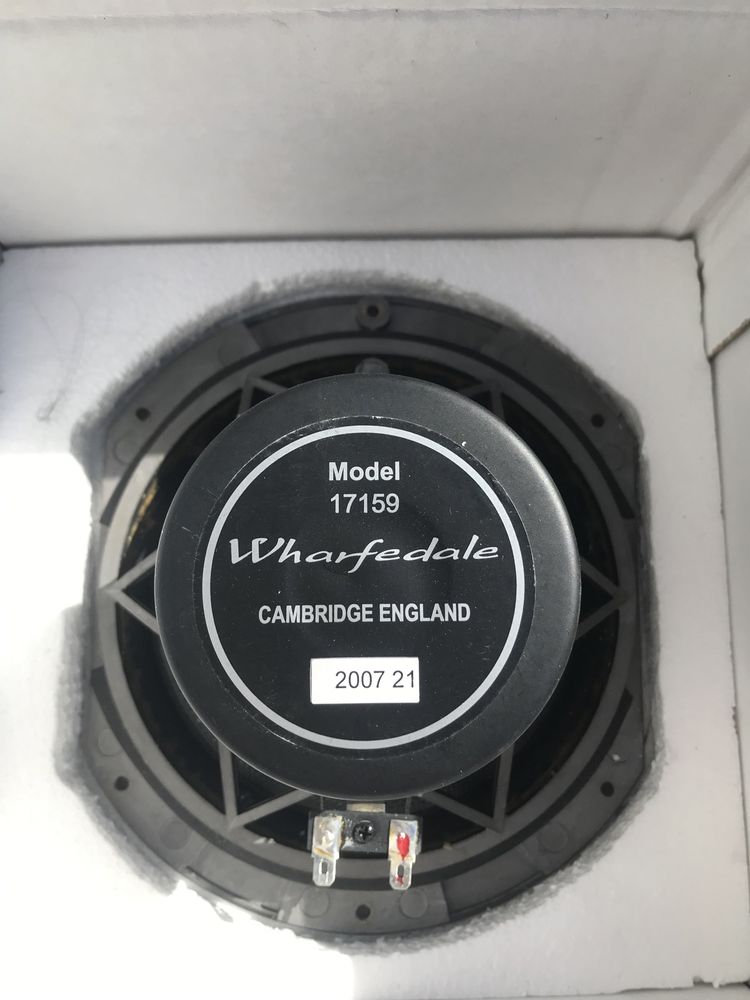 Model
17159
Wharfedale
CAMBRIDGE ENGLAND
2007 21